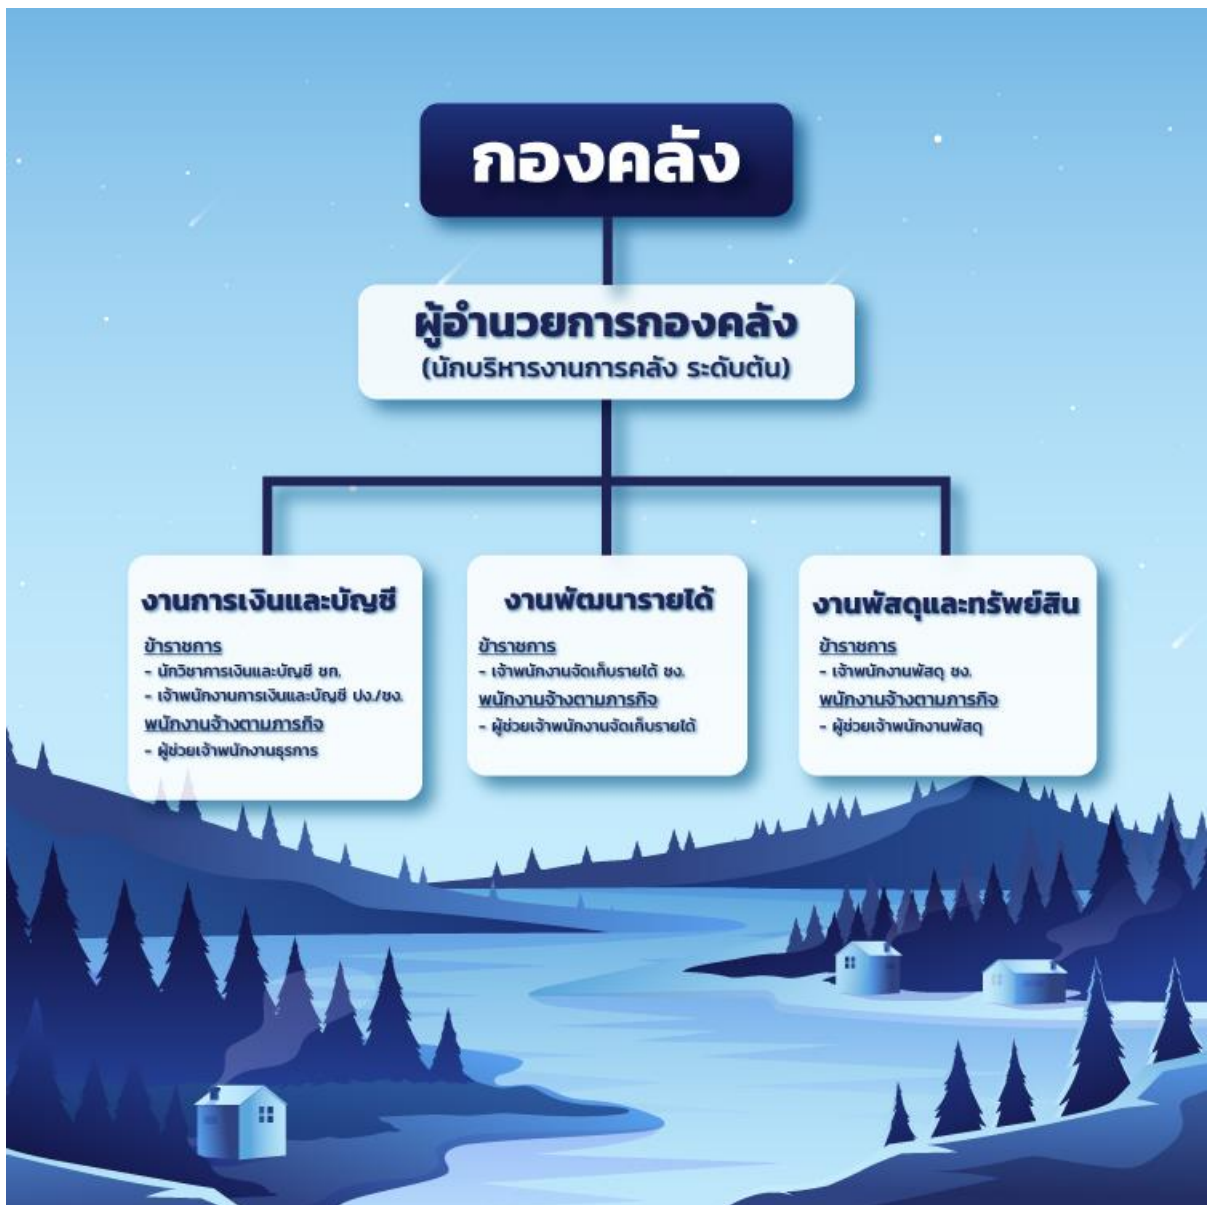 กองคลัง
ผู้อำนวยการกองคลัง
(นักบริหารงานการคลัง ระดับต้น)
งานการเงินและบัญชี
ข้าราชการ
- นักวิชาการเงินและบัญชี ชก.
- เจ้าพนักงานการเงินและบัญชี ปง./ชง.
พนักงานจ้างตามภารกิจ
- ผู้ช่วยเจ้าพนักงานธุรการ
งานพัฒนารายได้
ข้าราชการ
- เจ้าพนักงานจัดเก็บรายได้ ชง.
พนักงานจ้างตามภารกิจ
- ผู้ช่วยเจ้าพนักงานจัดเก็บรายได้
งานพัสดุและทรัพย์สิน
ข้าราชการ
- เจ้าพนักงานพัสดุ ชง.
พนักงานจ้างตามภารกิจ
- ผู้ช่วยเจ้าพนักงานพัสดุ